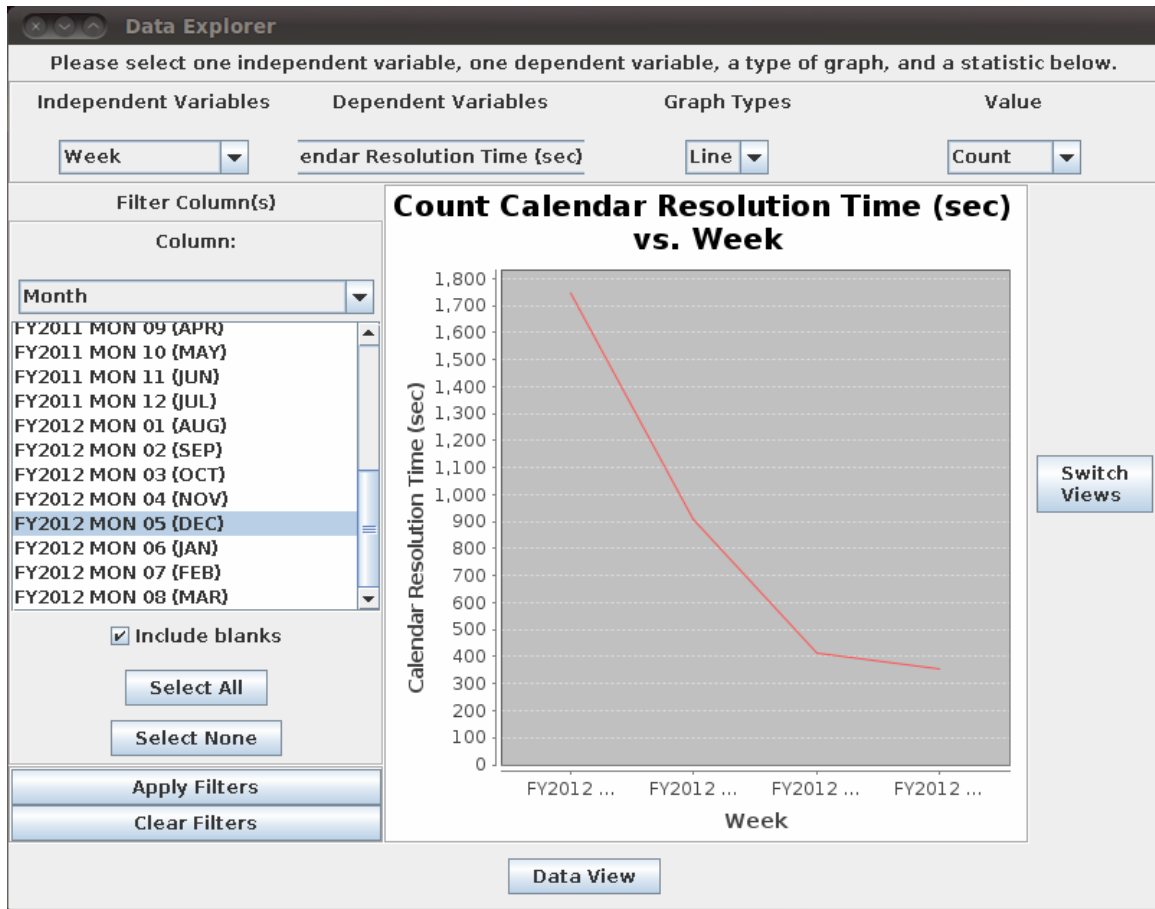 Data Explorer
Please select one independent variable, one dependent variable, a type of graph, and a statistic below.
Independent Variables
Dependent Variables
Graph Types
Value
Week
endar Resolution Time (sec)
Line
Count
Filter Column(s)
Column:
Month
FY2011 MON 09 (APR)
FY2011 MON 10 (MAY)
FY2011 MON 11 (JUN)
FY2011 MON 12 (JUL)
FY2012 MON 01 (AUG)
FY2012 MON 02 (SEP)
FY2012 MON 03 (OCT)
FY2012 MON 04 (NOV)
FY2012 MON 05 (DEC)
FY2012 MON 06 (JAN)
FY2012 MON 07 (FEB)
FY2012 MON 08 (MAR)
Include blanks
Select All
Select None
Apply Filters
Clear Filters
Count Calendar Resolution Time (sec)
vs. Week
Calendar Resolution Time (sec)
1,800
1,700
1,600
1,500
1,400
1,300
1,200
1,100
1,000
900
800
700
600
500
400
300
200
100
0
FY2012 ...
FY2012 ...
FY2012 ...
FY2012 ...
Week
Switch
Views
Data View